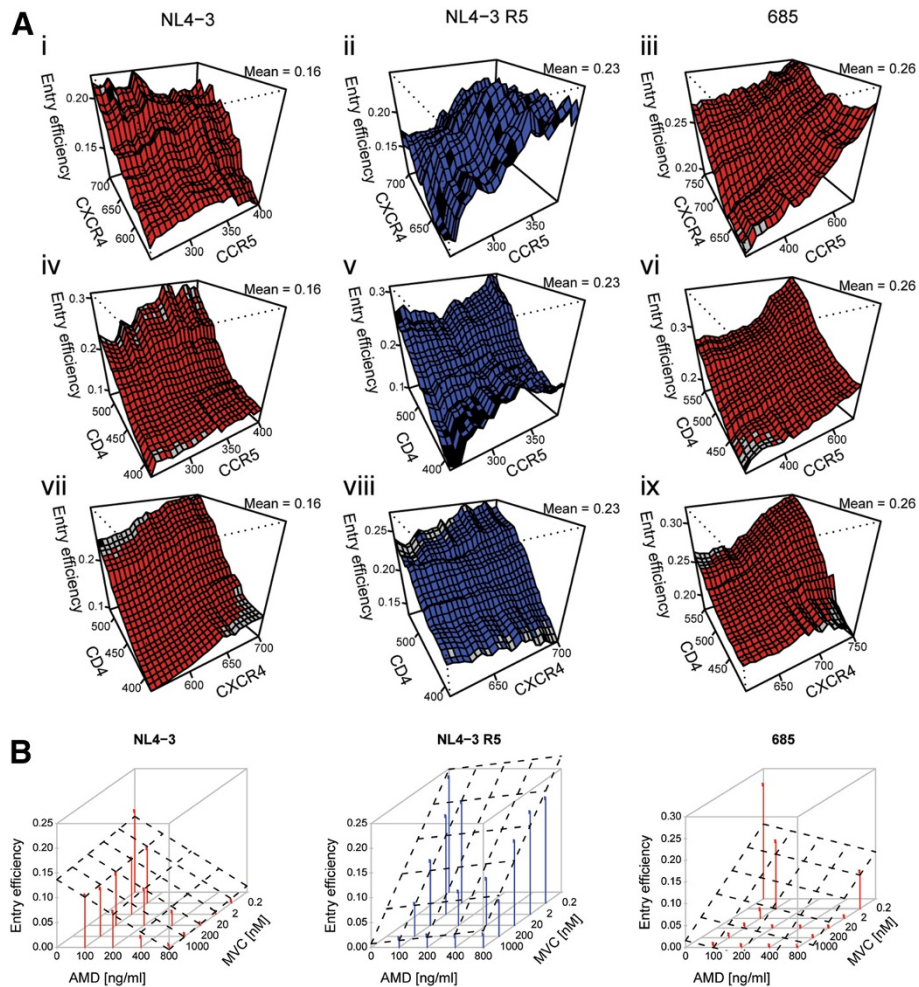 A
NL4−3
NL4−3 R5
685
i
Mean = 0.16
Entry efficiency
0.20
0.15
700
650
600
CXCR4
300
350
400
CCR5
ii
Mean = 0.23
Entry efficiency
0.20
0.15
700
650
CXCR4
300
350
CCR5
iii
Mean = 0.26
Entry efficiency
0.25
0.20
750
700
650
CXCR4
400
600
CCR5
iv
Mean = 0.16
Entry efficiency
0.3
0.2
0.1
500
450
400
CD4
300
350
400
CCR5
v
Mean = 0.23
Entry efficiency
0.3
0.2
0.1
500
400
CD4
300
350
CCR5
vi
Mean = 0.26
Entry efficiency
0.3
0.2
550
500
450
CD4
400
600
CCR5
vii
Mean = 0.16
Entry efficiency
0.2
0.1
500
450
400
CD4
600
650
700
CXCR4
viii
Mean = 0.23
Entry efficiency
0.25
0.20
0.15
500
400
CD4
650
700
CXCR4
ix
Mean = 0.26
Entry efficiency
0.30
0.25
0.20
550
500
450
CD4
650
700
750
CXCR4
B
NL4−3
Entry efficiency
0.25
0.20
0.15
0.10
0.05
0.00
0 100 200 400 800
AMD [ng/ml]
1000 200 20 2 0.2
MVC [nM]
NL4−3 R5
Entry efficiency
0.25
0.20
0.15
0.10
0.05
0.00
0 100 200 400 800
AMD [ng/ml]
1000 200 20 2 0.2
MVC [nM]
685
Entry efficiency
0.30
0.25
0.20
0.15
0.10
0.05
0.00
0 100 200 400 800
AMD [ng/ml]
1000 200 20 2 0.2
MVC [nM]